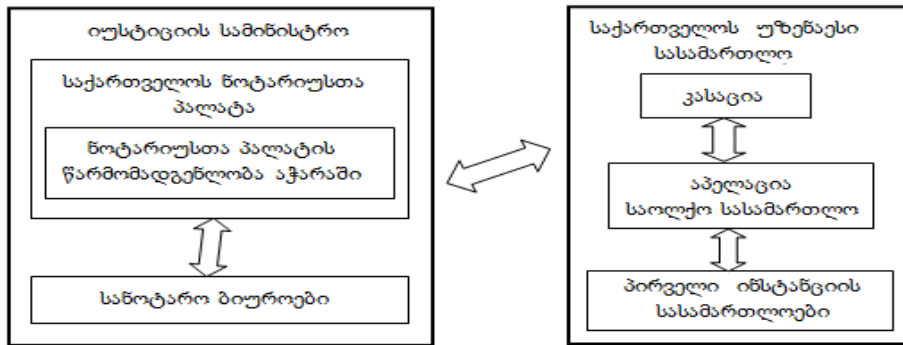 იუსტიციის სამინისტრო
საქართველოს ნოტარიუსთა
პალატა
ნოტარიუსთა პალატის
წარმომადგენლობა აჭარაში
სანოტარო ბიუროები
საქართველოს უზენაესი
სასამართლო
კასაცია
აპელაცია
საოლქო სასამართლო
პირველი ინსტანციის
სასამართლოები